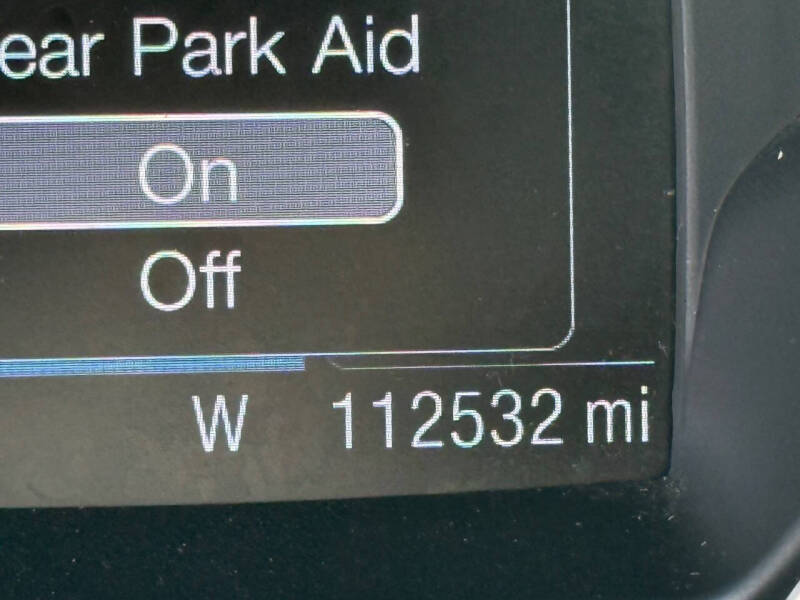 ear Park Aid
On
Off
W 112532 mi